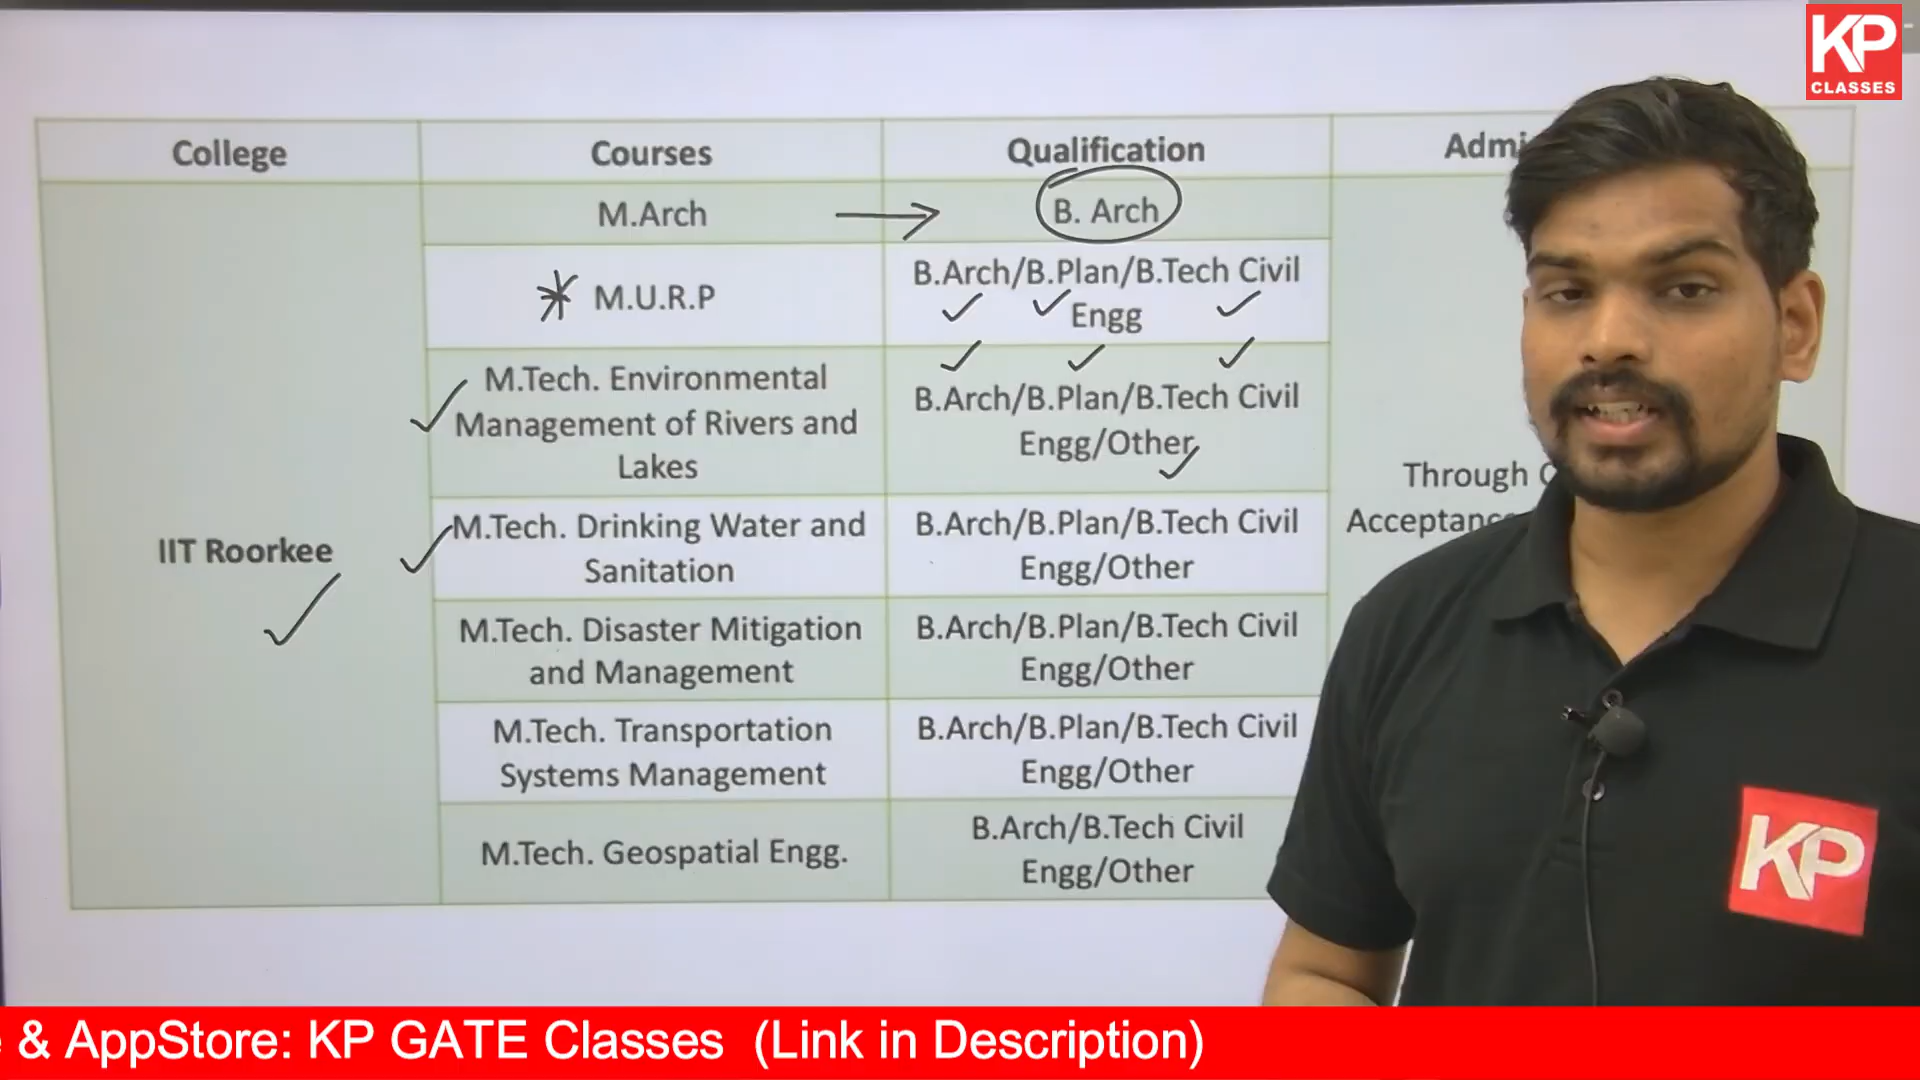 KP
CLASSES
College
Courses
Qualification
M.Arch
B. Arch
M.U.R.P
B.Arch/B.Plan/B.Tech Civil
Engg
M.Tech. Environmental
Management of Rivers and
Lakes
B.Arch/B.Plan/B.Tech Civil
Engg/Other
Through
IIT Roorkee
M.Tech. Drinking Water and
Sanitation
B.Arch/B.Plan/B.Tech Civil
Engg/Other
M.Tech. Disaster Mitigation
and Management
B.Arch/B.Plan/B.Tech Civil
Engg/Other
M.Tech. Transportation
Systems Management
B.Arch/B.Plan/B.Tech Civil
Engg/Other
M.Tech. Geospatial Engg.
B.Arch/B.Tech Civil
Engg/Other
KP
& AppStore: KP GATE Classes (Link in Description)